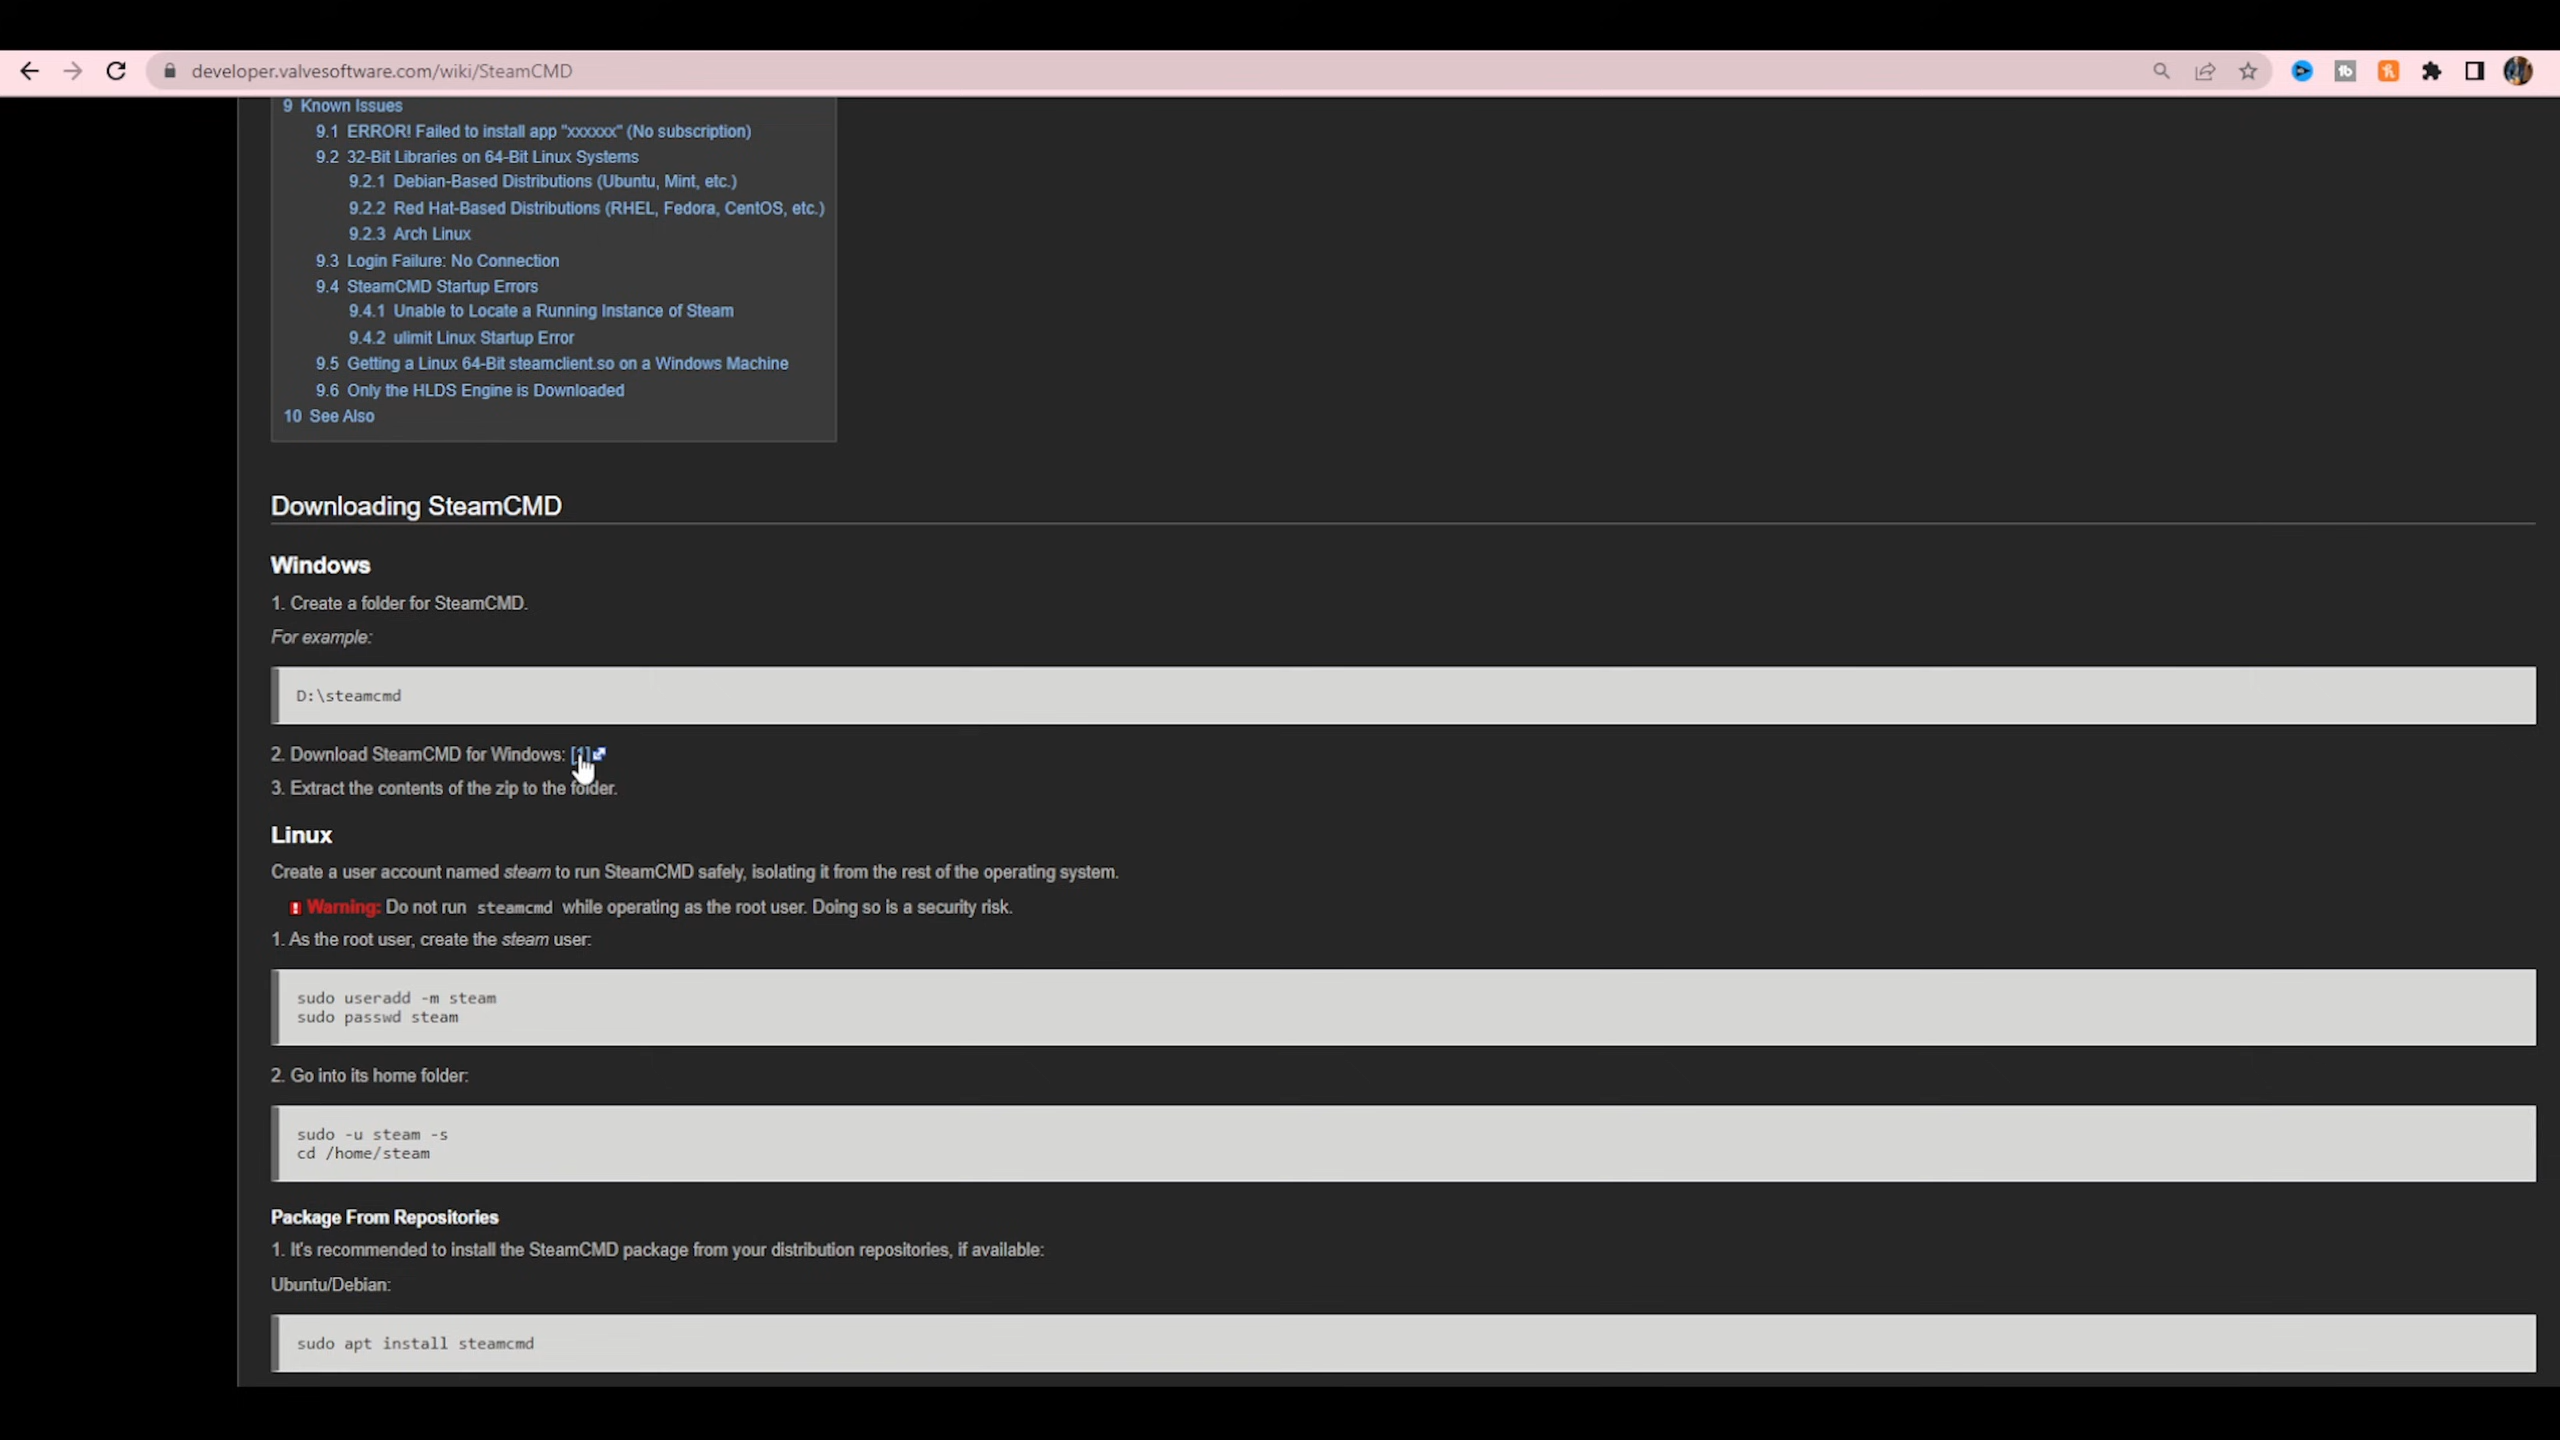 developer.valvesoftware.com/wiki/SteamCMD
9 Known Issues
9.1 ERROR! Failed to install app "xxxxxx" (No subscription)
9.2 32-Bit Libraries on 64-Bit Linux Systems
9.2.1 Debian-Based Distributions (Ubuntu, Mint, etc.)
9.2.2 Red Hat-Based Distributions (RHEL, Fedora, CentOS, etc.)
9.2.3 Arch Linux
9.3 Login Failure: No Connection
9.4 SteamCMD Startup Errors
9.4.1 Unable to Locate a Running Instance of Steam
9.4.2 ulimit Linux Startup Error
9.5 Getting a Linux 64-Bit steamclient.so on a Windows Machine
9.6 Only the HLDS Engine is Downloaded
10 See Also
Downloading SteamCMD
Windows
1. Create a folder for SteamCMD.
For example:
D:\steamcmd
2. Download SteamCMD for Windows: [1]
3. Extract the contents of the zip to the folder.
Linux
Create a user account named steam to run SteamCMD safely, isolating it from the rest of the operating system.
Warning: Do not run steamcmd while operating as the root user. Doing so is a security risk.
1. As the root user, create the steam user:
sudo useradd -m steam
sudo passwd steam
2. Go into its home folder:
sudo -u steam -s
cd /home/steam
Package From Repositories
1. It's recommended to install the SteamCMD package from your distribution repositories, if available:
Ubuntu/Debian:
sudo apt install steamcmd